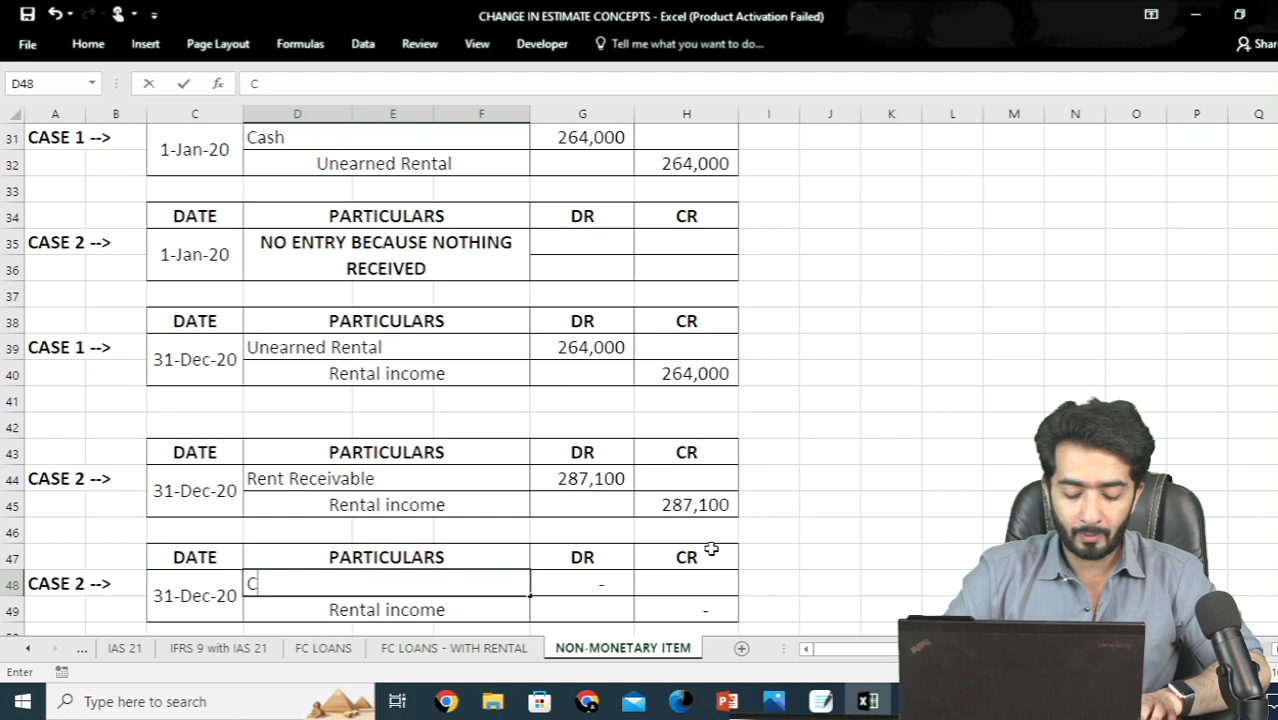 CHANGE IN ESTIMATE CONCEPTS - Excel (Product Activation Failed)
File Home Insert Page Layout Formulas Data Review View Developer Tell me what you want to do... Shar
D48 fx C
A B C D E F G H I J K L M N O P Q
31 CASE 1 --> 1-Jan-20 Cash 264,000
32 Unearned Rental 264,000
33
34 DATE PARTICULARS DR CR
35 CASE 2 --> 1-Jan-20 NO ENTRY BECAUSE NOTHING
36 RECEIVED
37
38 DATE PARTICULARS DR CR
39 CASE 1 --> 31-Dec-20 Unearned Rental 264,000
40 Rental income 264,000
41
42
43 DATE PARTICULARS DR CR
44 CASE 2 --> 31-Dec-20 Rent Receivable 287,100
45 Rental income 287,100
46
47 DATE PARTICULARS DR CR
48 CASE 2 --> 31-Dec-20 C -
49 Rental income -
... IAS 21 IFRS 9 with IAS 21 FC LOANS FC LOANS - WITH RENTAL NON-MONETARY ITEM
Enter
Type here to search